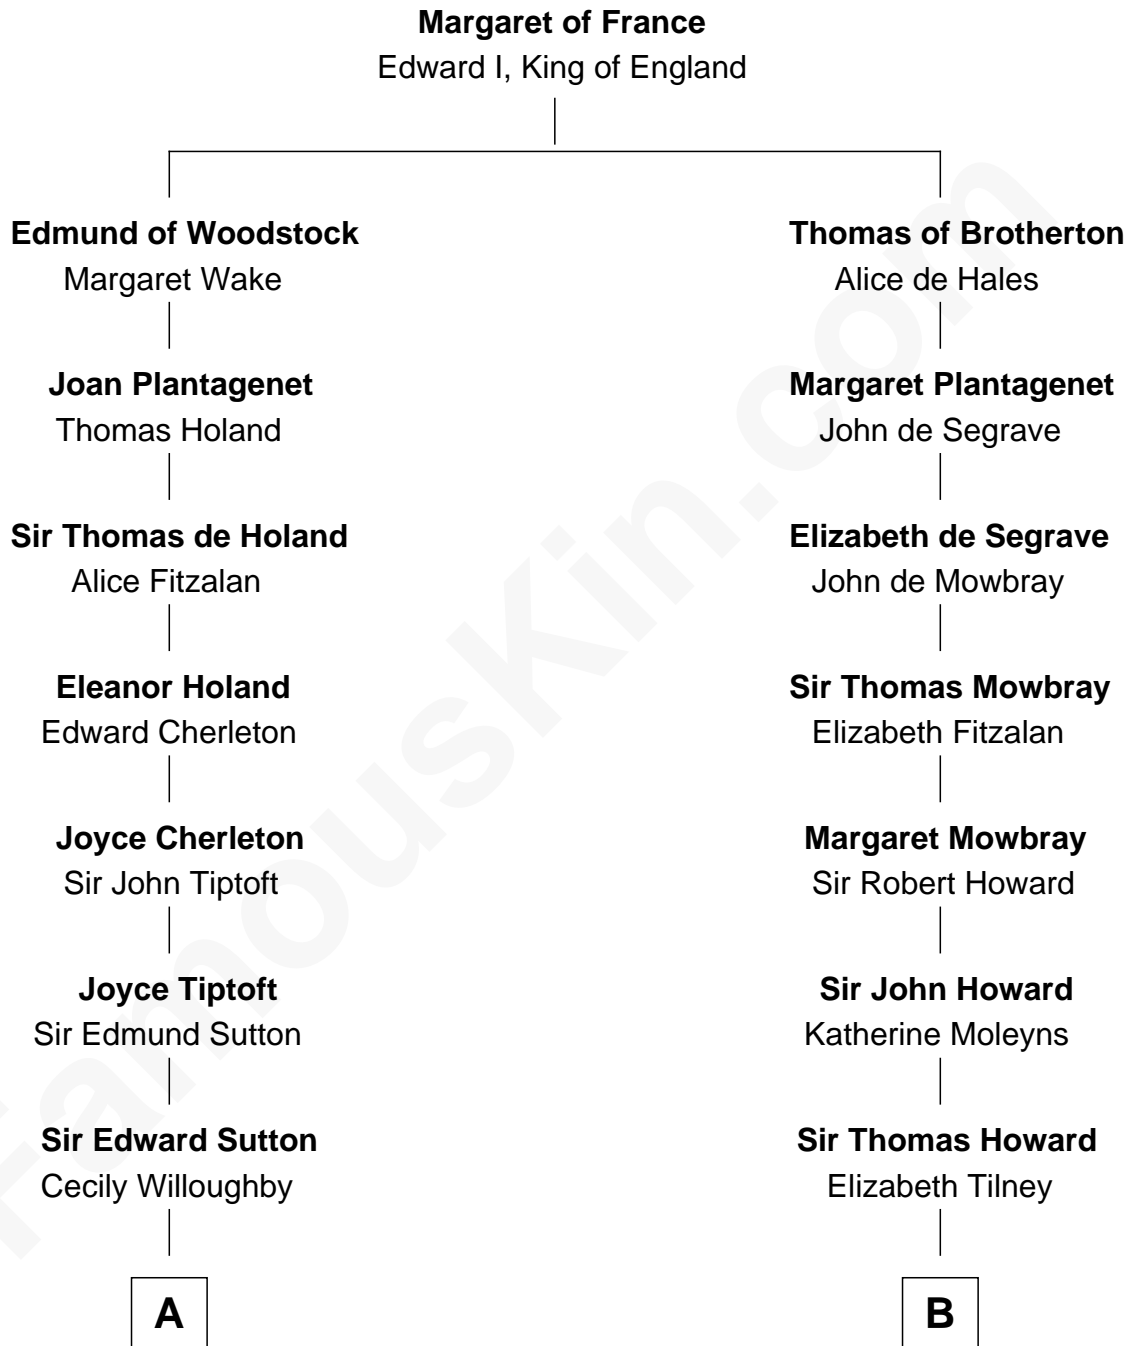 Margaret of France
Edward I, King of England
Edmund of Woodstock
Margaret Wake
Thomas of Brotherton
Alice de Hales
Joan Plantagenet
Thomas Holand
Margaret Plantagenet
John de Segrave
Sir Thomas de Holand
Alice Fitzalan
Elizabeth de Segrave
John de Mowbray
Eleanor Holand
Edward Cherleton
Sir Thomas Mowbray
Elizabeth Fitzalan
Joyce Cherleton
Sir John Tiptoft
Margaret Mowbray
Sir Robert Howard
Joyce Tiptoft
Sir Edmund Sutton
Sir John Howard
Katherine Moleyns
Sir Edward Sutton
Cecily Willoughby
Sir Thomas Howard
Elizabeth Tilney
A
B
FamousKin.com